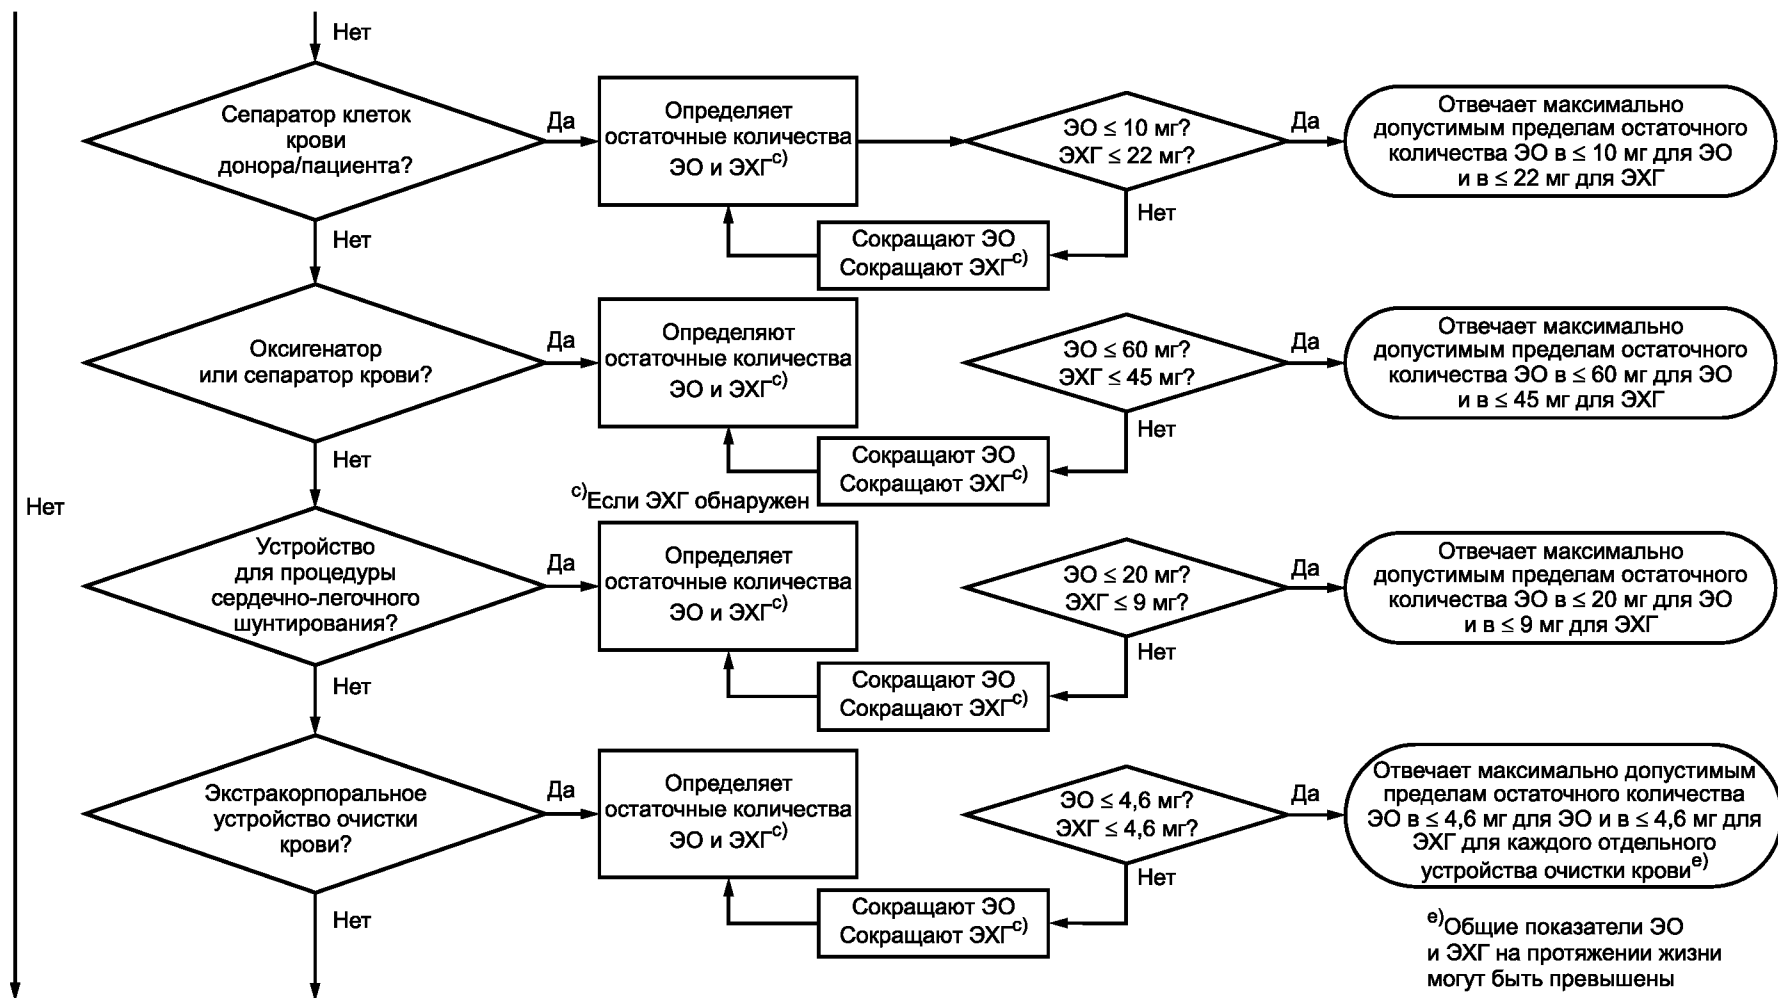 Нет
Сепаратор клеток
крови
донора/пациента?
Да
Определяет
остаточные количества
ЭО и ЭХГc)
ЭО ≤ 10 мг?
ЭХГ ≤ 22 мг?
Да
Отвечает максимально
допустимым пределам остаточного
количества ЭО в ≤ 10 мг для ЭО
и в ≤ 22 мг для ЭХГ
Нет
Сокращают ЭО
Сокращают ЭХГc)
Нет
Оксигенатор
или сепаратор крови?
Да
Определяют
остаточные количества
ЭО и ЭХГc)
ЭО ≤ 60 мг?
ЭХГ ≤ 45 мг?
Да
Отвечает максимально
допустимым пределам остаточного
количества ЭО в ≤ 60 мг для ЭО
и в ≤ 45 мг для ЭХГ
Нет
Сокращают ЭО
Сокращают ЭХГc)
Нет
Нет
c)Если ЭХГ обнаружен
Устройство
для процедуры
сердечно-легочного
шунтирования?
Да
Определяет
остаточные количества
ЭО и ЭХГc)
ЭО ≤ 20 мг?
ЭХГ ≤ 9 мг?
Да
Отвечает максимально
допустимым пределам остаточного
количества ЭО в ≤ 20 мг для ЭО
и в ≤ 9 мг для ЭХГ
Нет
Сокращают ЭО
Сокращают ЭХГc)
Нет
Экстракорпоральное
устройство очистки
крови?
Да
Определяет
остаточные количества
ЭО и ЭХГc)
ЭО ≤ 4,6 мг?
ЭХГ ≤ 4,6 мг?
Да
Отвечает максимально допустимым
пределам остаточного количества
ЭО в ≤ 4,6 мг для ЭО и в ≤ 4,6 мг для
ЭХГ для каждого отдельного
устройства очистки кровиe)
Нет
Сокращают ЭО
Сокращают ЭХГc)
Нет
e)Общие показатели ЭО
и ЭХГ на протяжении жизни
могут быть превышены